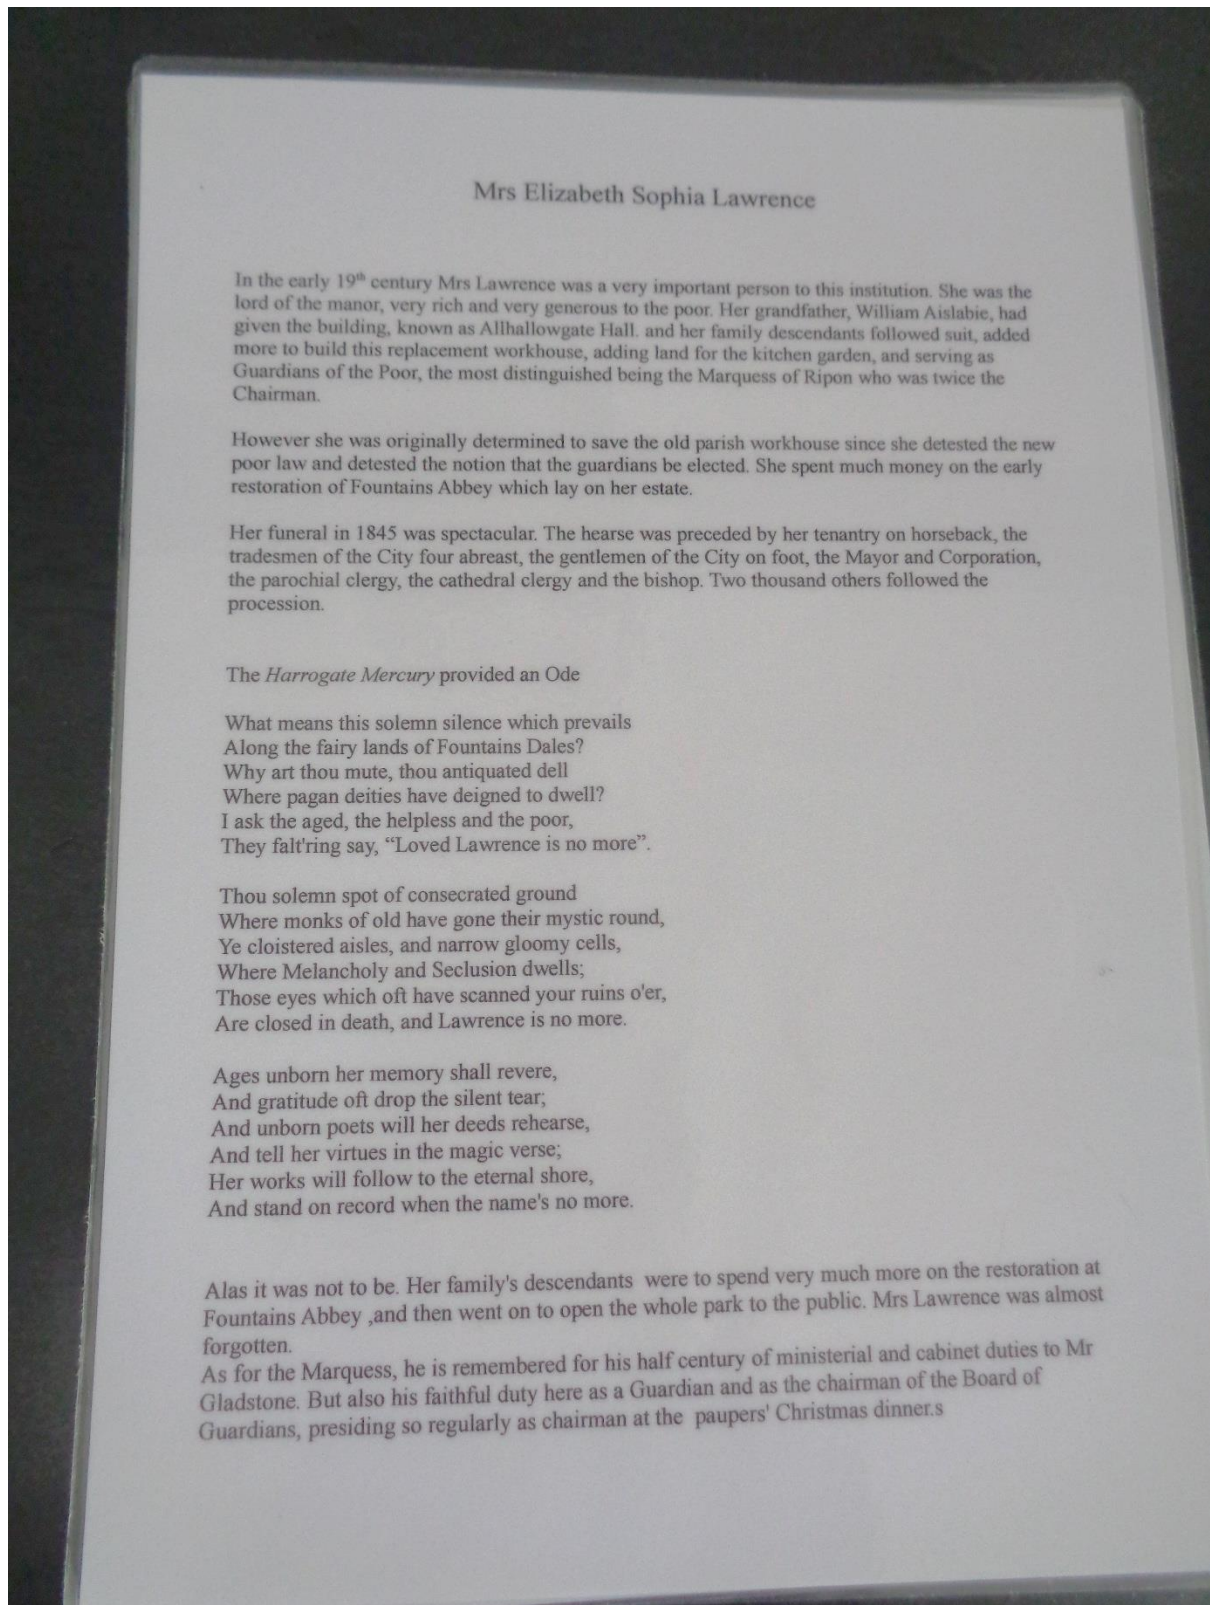 Mrs Elizabeth Sophia Lawrence
In the early 19th century Mrs Lawrence was a very important person to this institution. She was the
lord of the manor, very rich and very generous to the poor. Her grandfather, William Aislabie, had
given the building, known as Allhallowgate Hall. and her family descendants followed suit, added
more to build this replacement workhouse, adding land for the kitchen garden, and serving as
Guardians of the Poor, the most distinguished being the Marquess of Ripon who was twice the
Chairman.
However she was originally determined to save the old parish workhouse since she detested the new
poor law and detested the notion that the guardians be elected. She spent much money on the early
restoration of Fountains Abbey which lay on her estate.
Her funeral in 1845 was spectacular. The hearse was preceded by her tenantry on horseback, the
tradesmen of the City four abreast, the gentlemen of the City on foot, the Mayor and Corporation,
the parochial clergy, the cathedral clergy and the bishop. Two thousand others followed the
procession.
The Harrogate Mercury provided an Ode
What means this solemn silence which prevails
Along the fairy lands of Fountains Dales?
Why art thou mute, thou antiquated dell
Where pagan deities have deigned to dwell?
I ask the aged, the helpless and the poor,
They falt'ring say, “Loved Lawrence is no more”.
Thou solemn spot of consecrated ground
Where monks of old have gone their mystic round,
Ye cloistered aisles, and narrow gloomy cells,
Where Melancholy and Seclusion dwells;
Those eyes which oft have scanned your ruins o'er,
Are closed in death, and Lawrence is no more.
Ages unborn her memory shall revere,
And gratitude oft drop the silent tear;
And unborn poets will her deeds rehearse,
And tell her virtues in the magic verse;
Her works will follow to the eternal shore,
And stand on record when the name's no more.
Alas it was not to be. Her family's descendants were to spend very much more on the restoration at
Fountains Abbey ,and then went on to open the whole park to the public. Mrs Lawrence was almost
forgotten.
As for the Marquess, he is remembered for his half century of ministerial and cabinet duties to Mr
Gladstone. But also his faithful duty here as a Guardian and as the chairman of the Board of
Guardians, presiding so regularly as chairman at the paupers' Christmas dinner.s